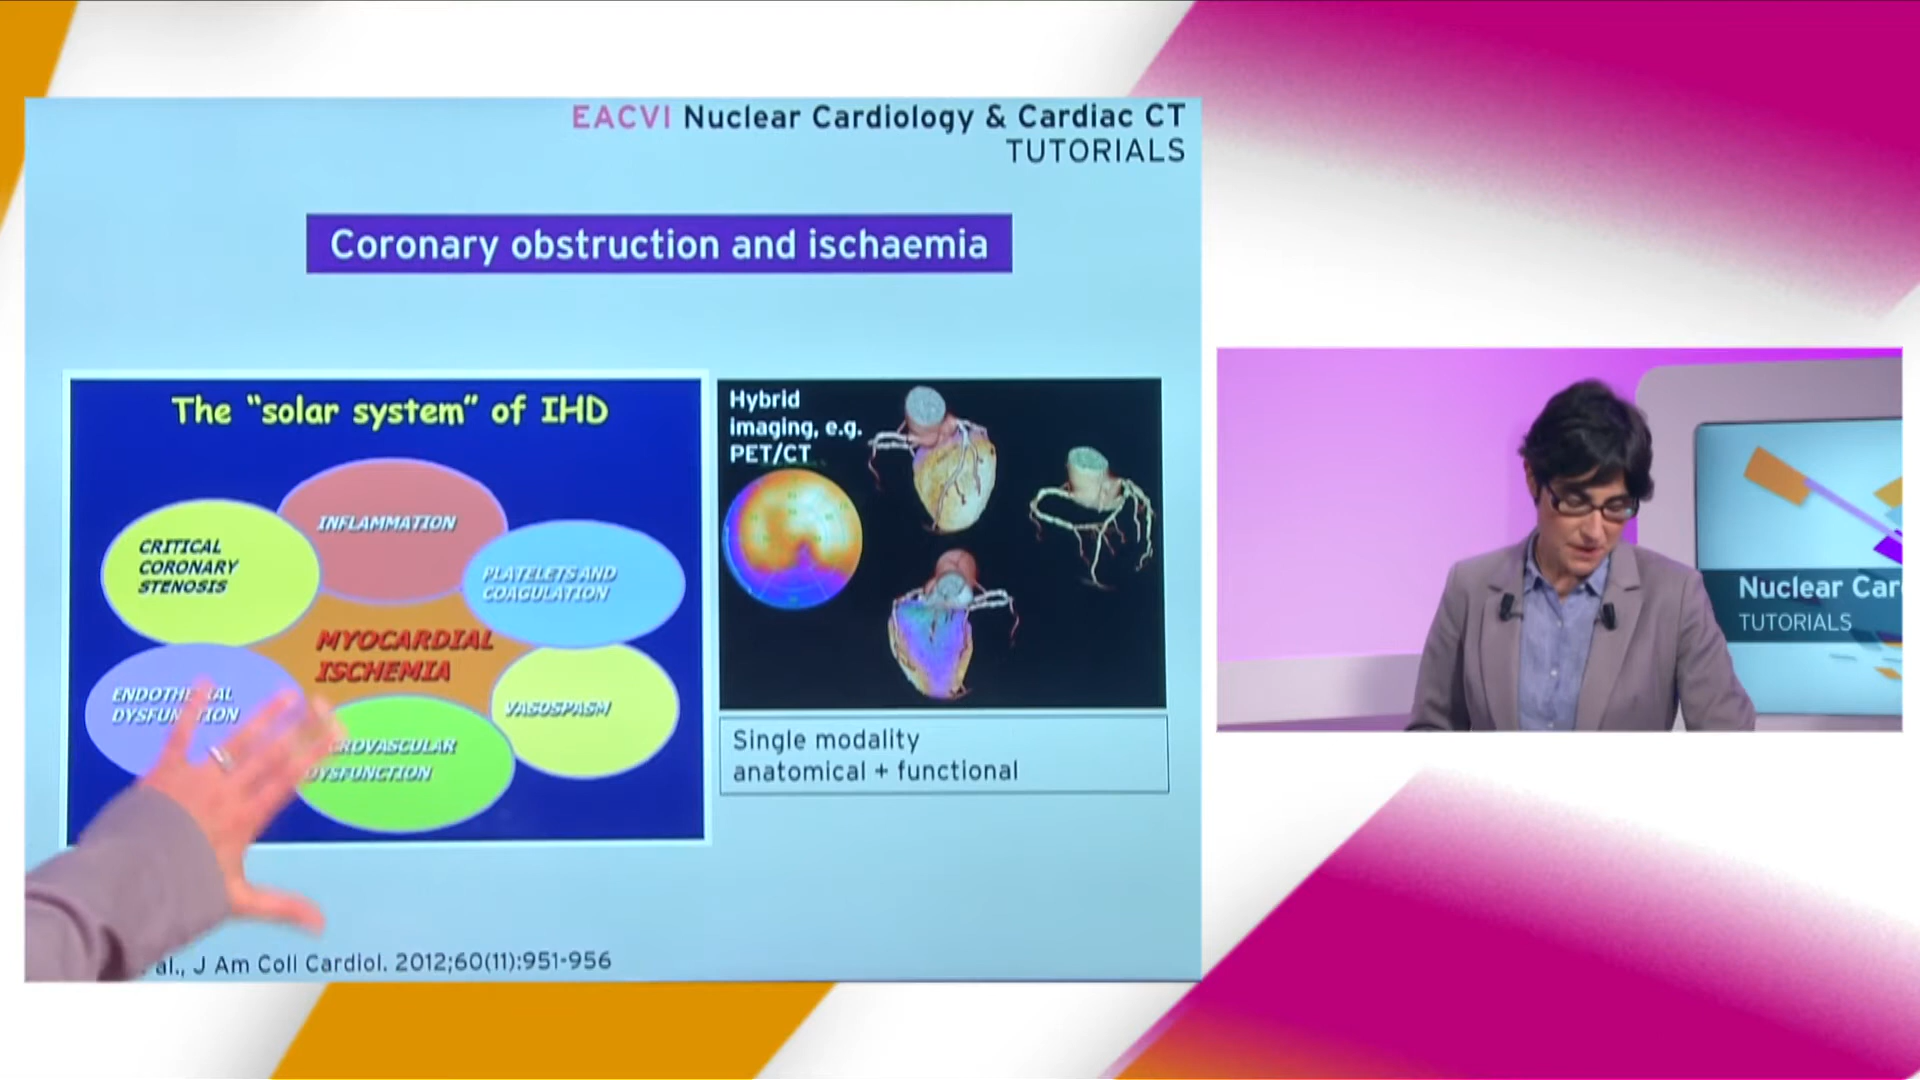 EACVI Nuclear Cardiology & Cardiac CT
TUTORIALS
Coronary obstruction and ischaemia
The "solar system" of IHD
INFLAMMATION
CRITICAL
CORONARY
STENOSIS
PLATELETS AND
COAGULATION
MYOCARDIAL
ISCHEMIA
VASOSPASM
Hybrid
imaging, e.g.
PET/CT
Single modality
anatomical + functional
al., J Am Coll Cardiol. 2012;60(11):951-956
Nuclear Car
TUTORIALS